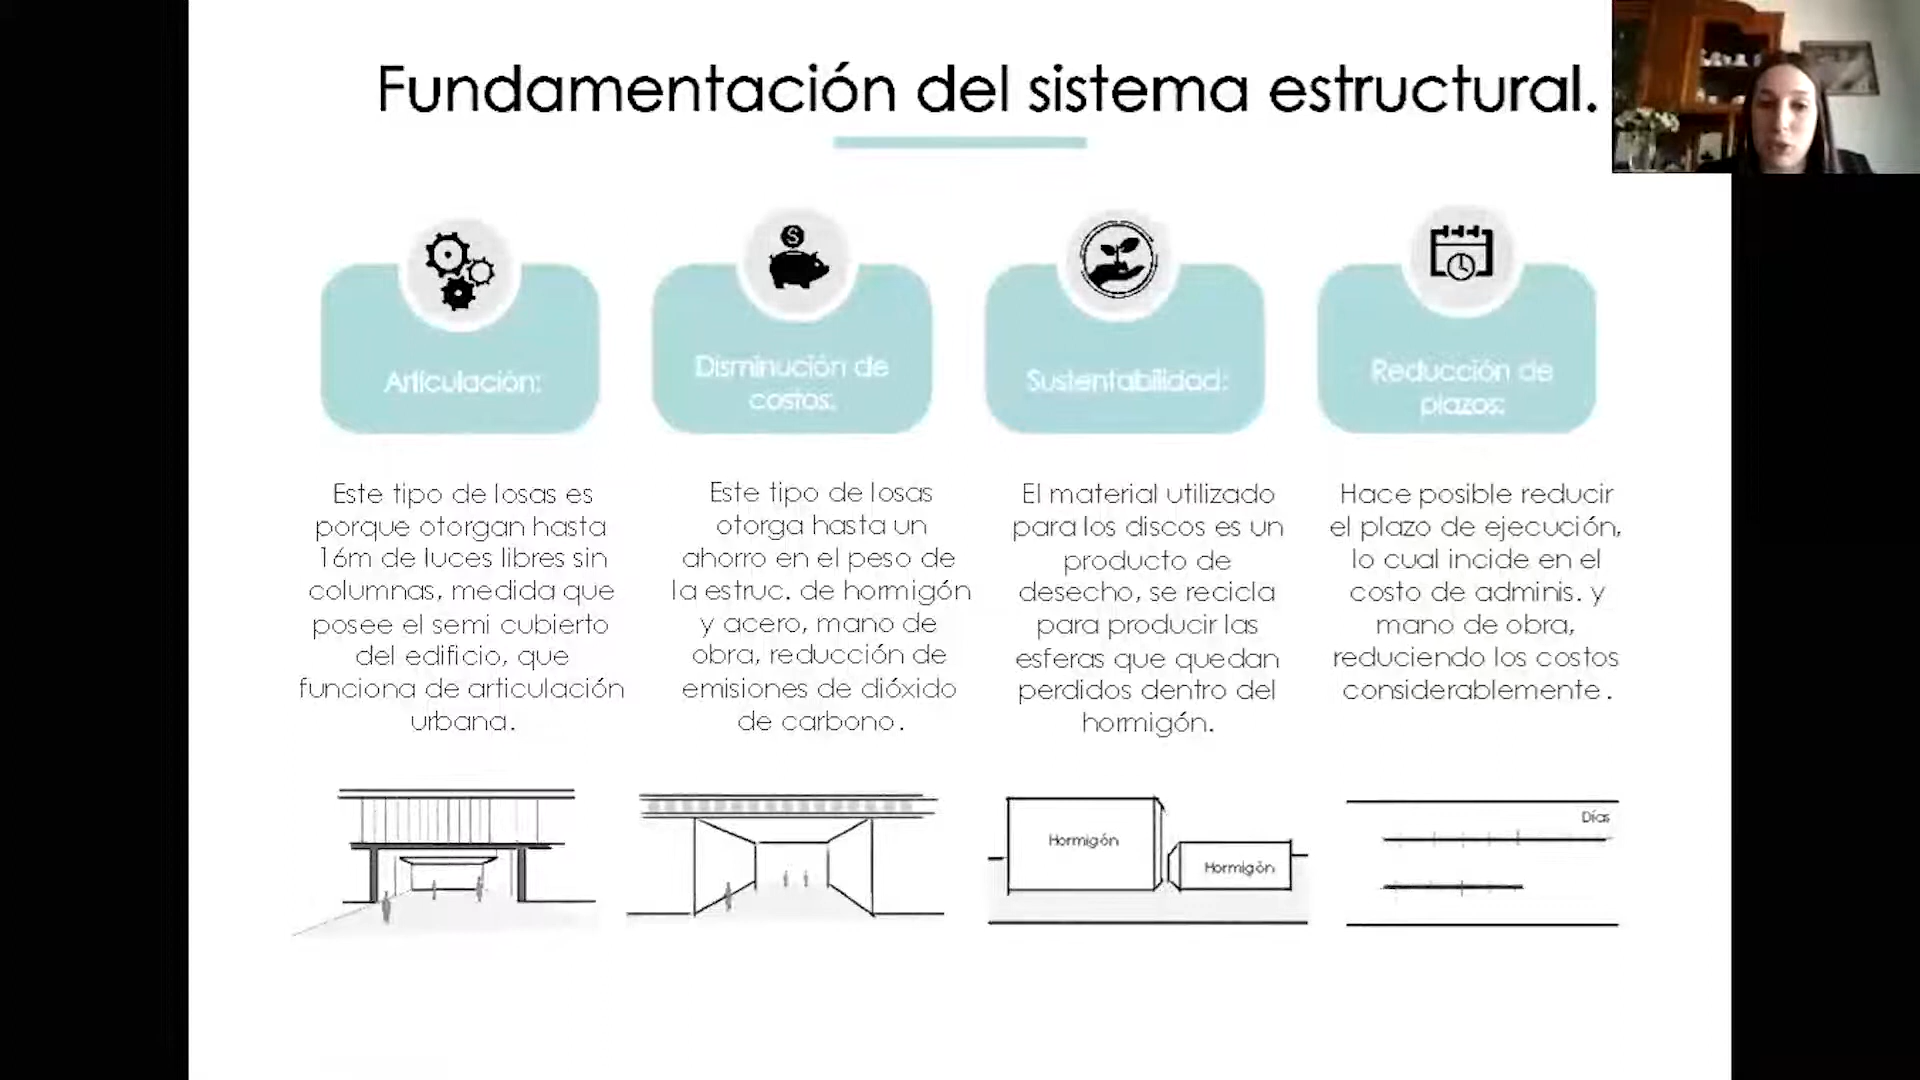 Fundamentación del sistema estructural.
Articulación:
Este tipo de losas es
porque otorgan hasta
16m de luces libres sin
columnas, medida que
posee el semi cubierto
del edificio, que
funciona de articulación
urbana.
Disminución de
costos:
Este tipo de losas
otorga hasta un
ahorro en el peso de
la estruc. de hormigón
y acero, mano de
obra, reducción de
emisiones de dióxido
de carbono.
Sustentabilidad:
El material utilizado
para los discos es un
producto de
desecho, se recicla
para producir las
esferas que quedan
perdidos dentro del
hormigón.
Reducción de
plazos:
Hace posible reducir
el plazo de ejecución,
lo cual incide en el
costo de adminis. y
mano de obra,
reduciendo los costos
considerablemente.
Hormigón
Hormigón
Días